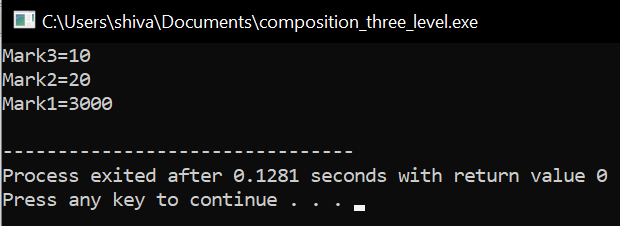 C:\Users\shiva\Documents\composition_three_level.exe
Mark3=10
Mark2=20
Mark1=3000
--------------------------------
Process exited after 0.1281 seconds with return value 0
Press any key to continue . . .